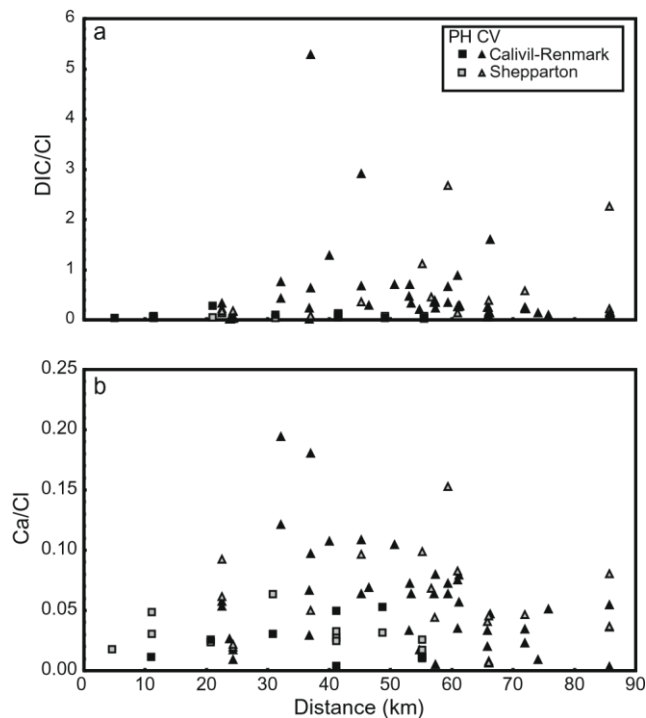 a
6
5
4
3
2
1
0
DIC/Cl
PH CV
Calivil-Renmark
Shepparton
b
0.25
0.20
0.15
0.10
0.05
0.00
Ca/Cl
0 10 20 30 40 50 60 70 80 90
Distance (km)